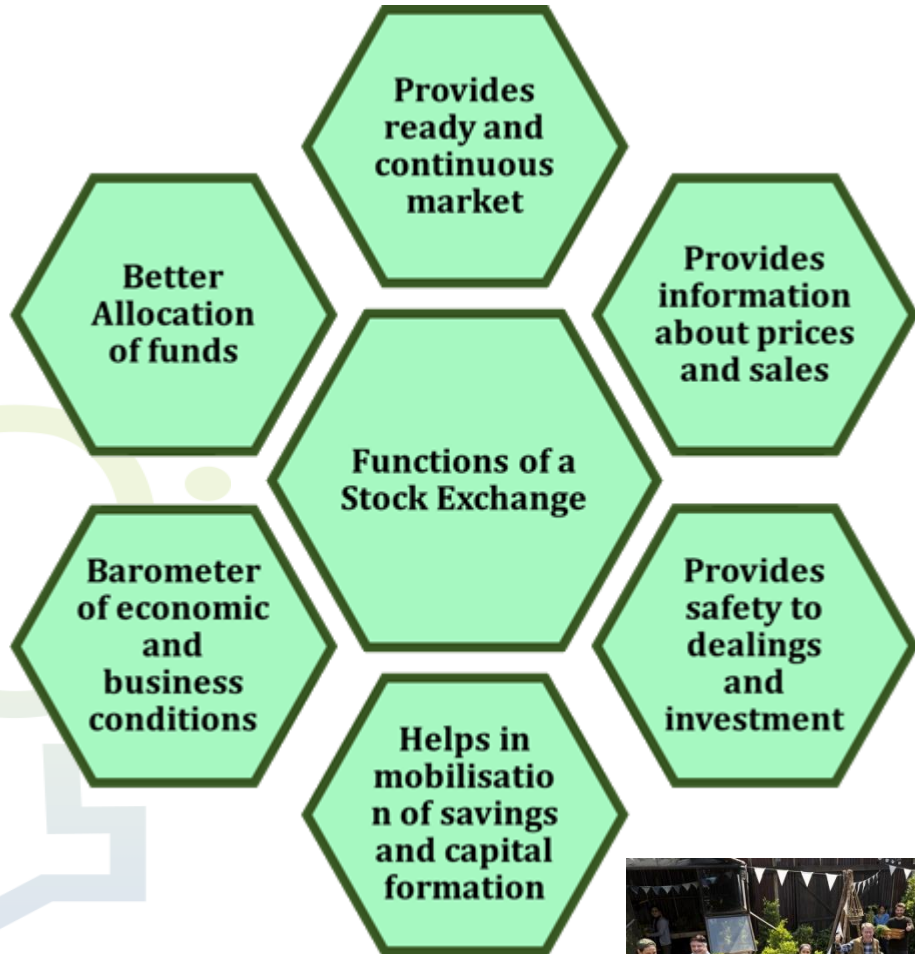 Provides
ready and
continuous
market
Better
Allocation
of funds
Provides
information
about prices
and sales
Functions of a
Stock Exchange
Barometer
of economic
and
business
conditions
Provides
safety to
dealings
and
investment
Helps in
mobilisatio
n of savings
and capital
formation